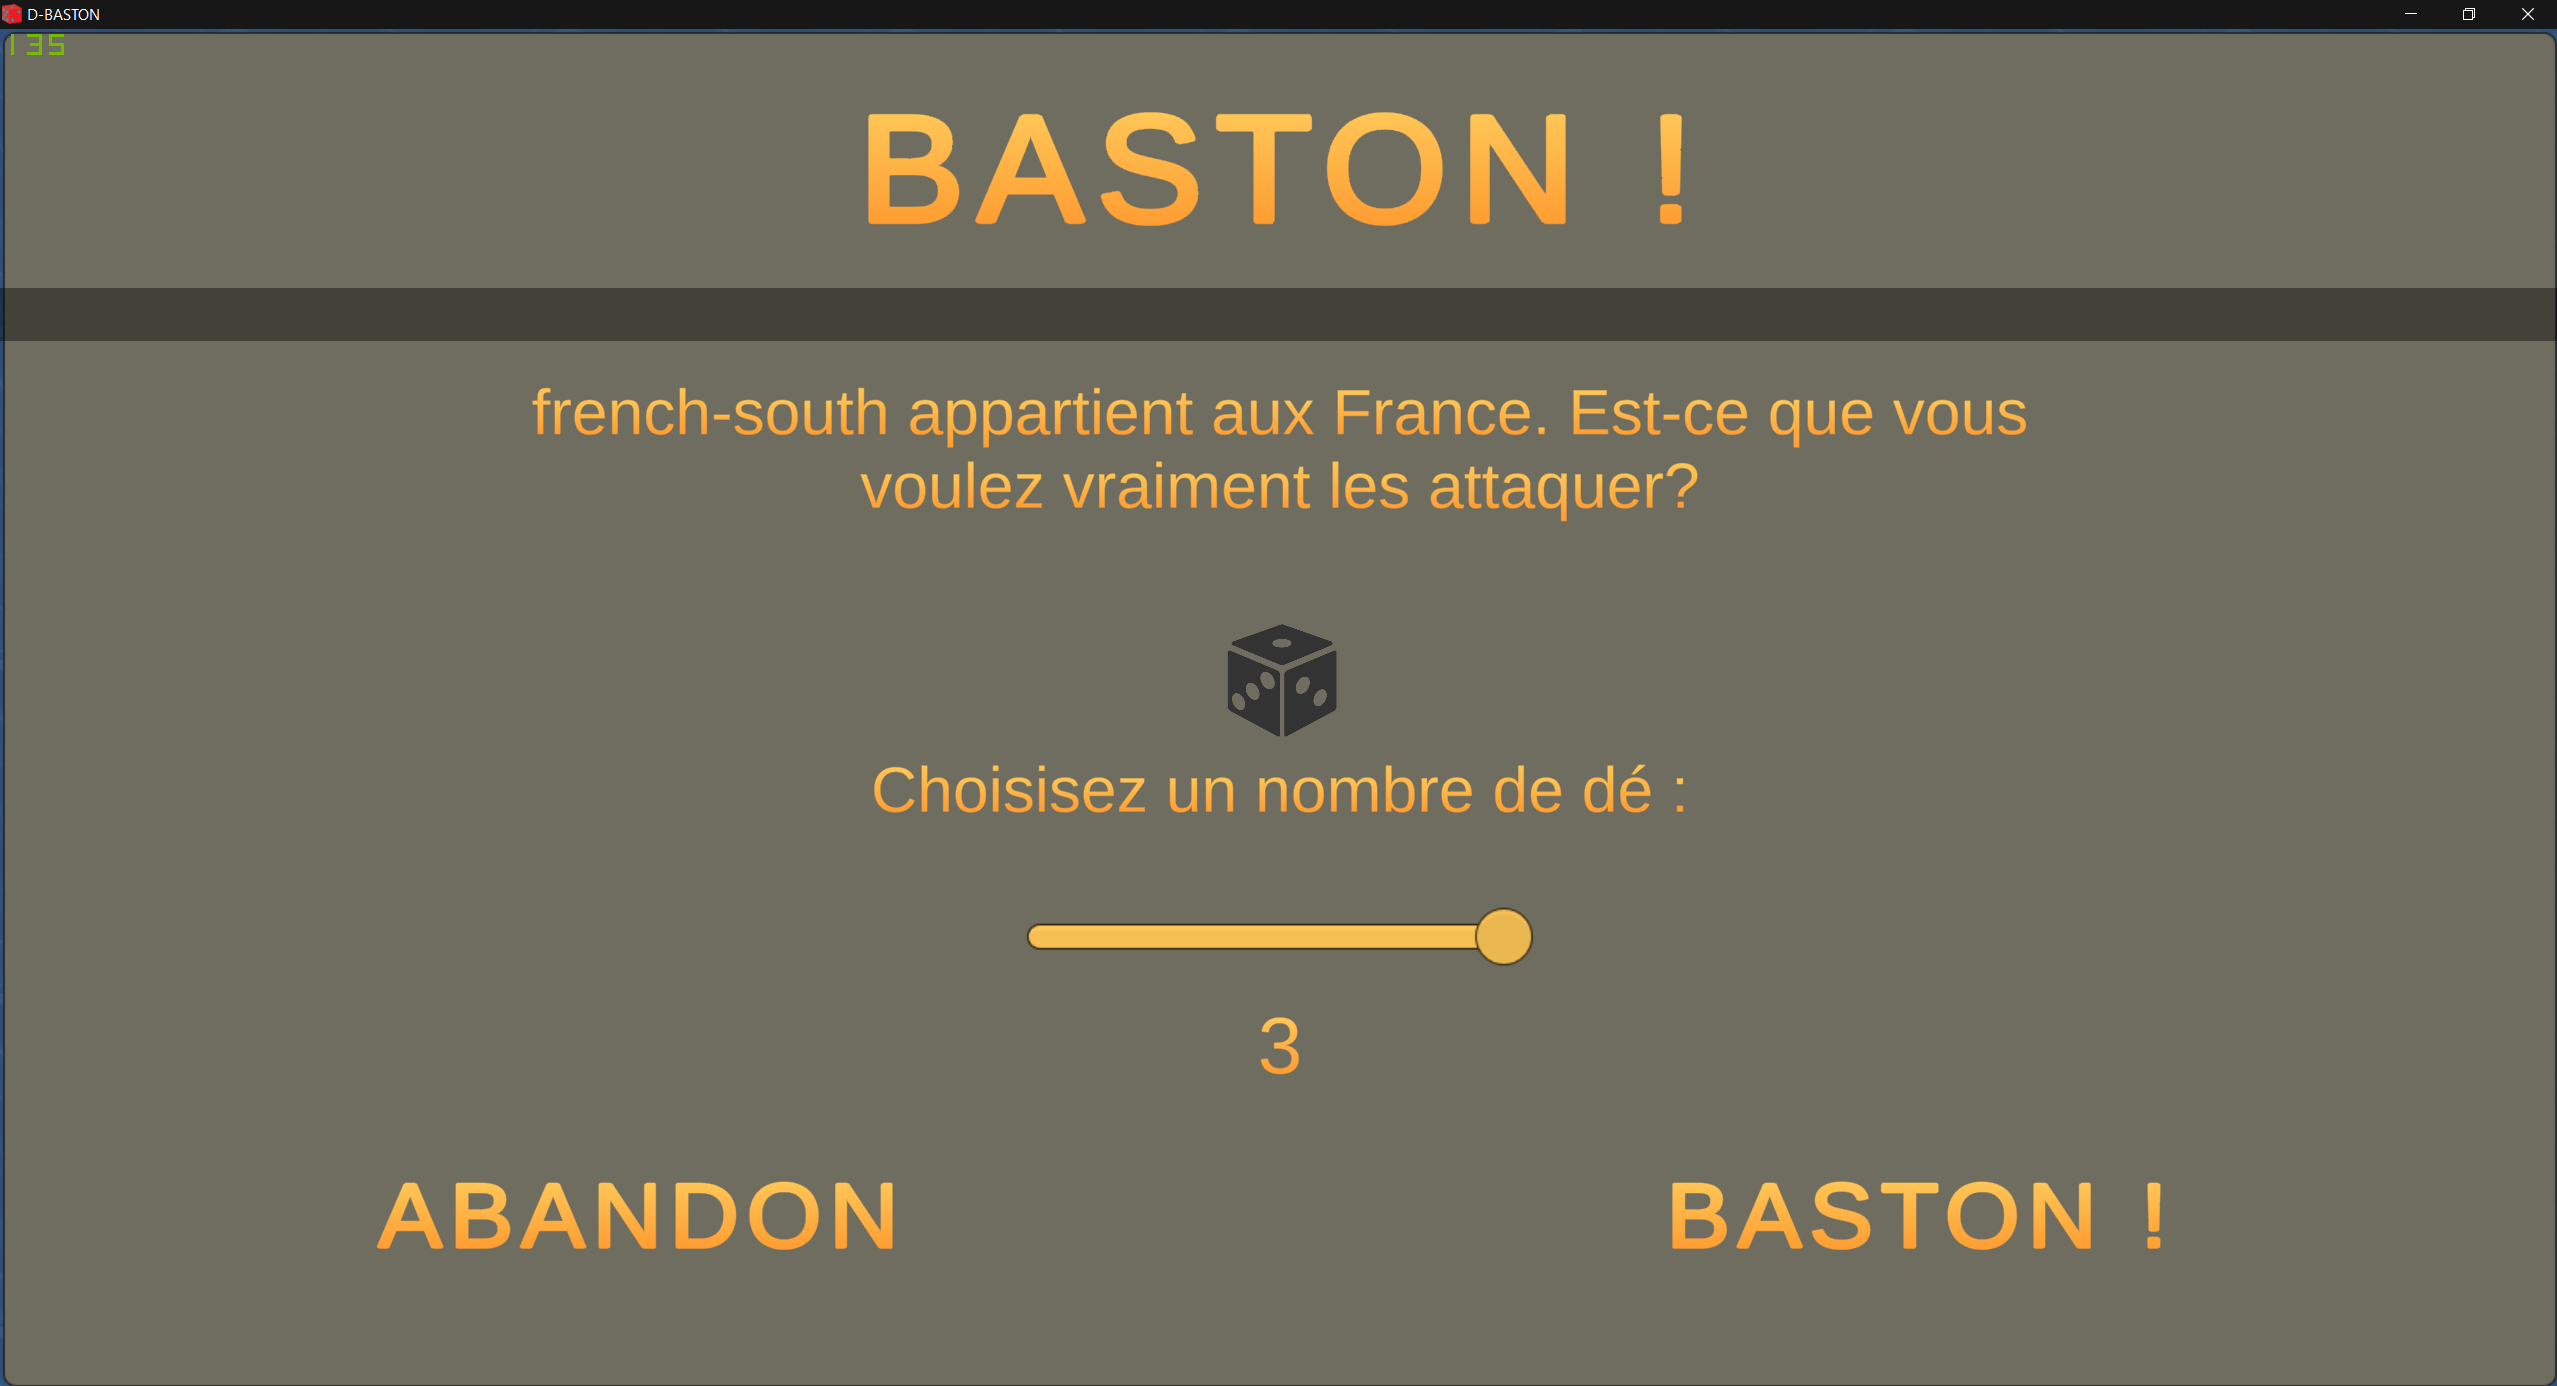 D-BASTON
135
BASTON !
french-south appartient aux France. Est-ce que vous
voulez vraiment les attaquer?
Choisisez un nombre de dé :
3
ABANDON
BASTON !